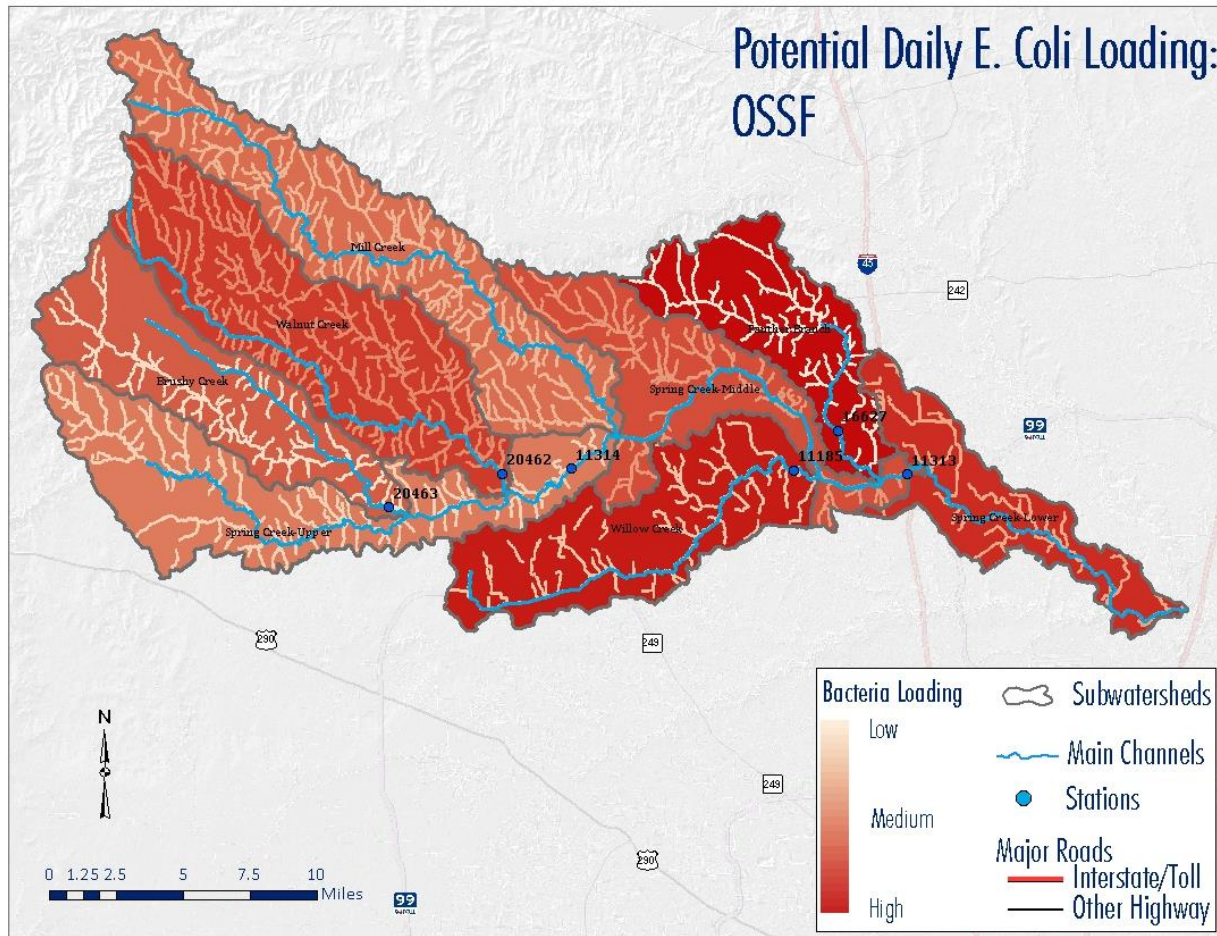 Potential Daily E. Coli Loading:
OSSF
45
242
Mill Creek
Walnut Creek
Panther Branch
Brushy Creek
Spring Creek-Middle
99
16627
20462
11314
11185
11313
20463
Spring Creek-Upper
Willow Creek
Spring Creek-Lower
290
249
N
249
290
99
0 1.25 2.5 5 7.5 10
Miles
Bacteria Loading
Low
Medium
High
Subwatersheds
Main Channels
Stations
Major Roads
Interstate/Toll
Other Highway